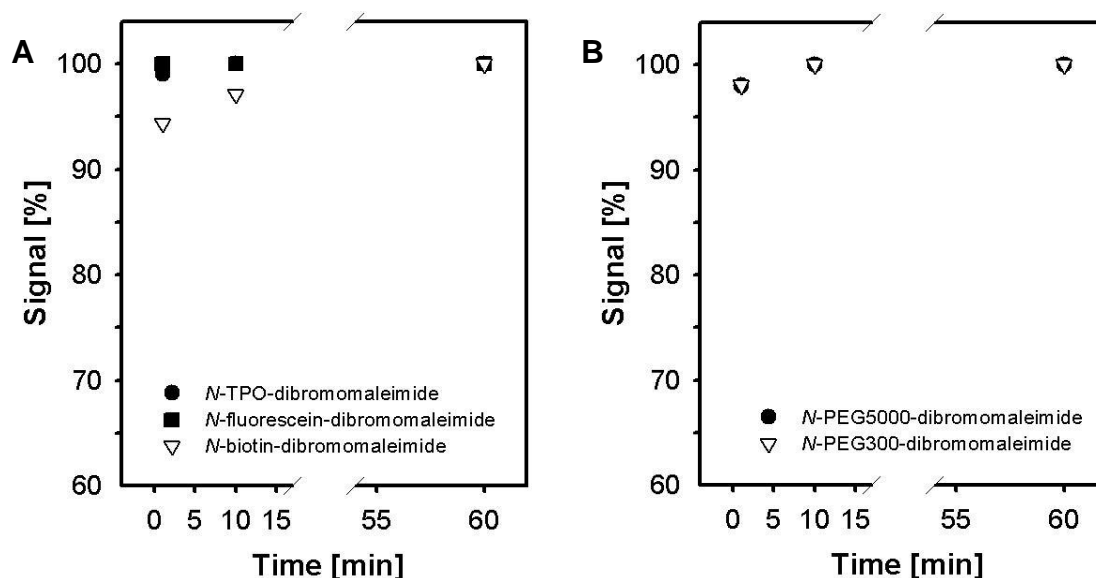 A
Signal [%]
100
90
80
70
60
N-TPO-dibromomaleimide
N-fluorescein-dibromomaleimide
N-biotin-dibromomaleimide
0 5 10 15 55 60
Time [min]
B
Signal [%]
100
90
80
70
60
N-PEG5000-dibromomaleimide
N-PEG300-dibromomaleimide
0 5 10 15 55 60
Time [min]